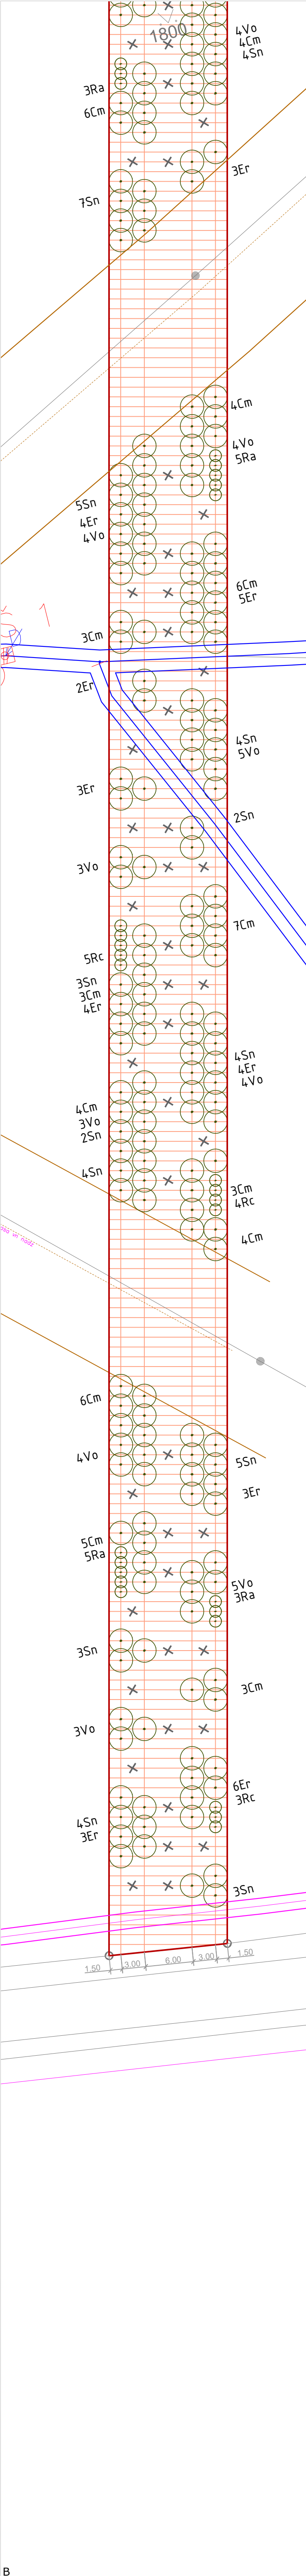 1800
4Vo
4Cm
4Sn
3Ra
6Cm
3Er
7Sn
4Cm
4Vo
5Ra
5Sn
4Er
4Vo
6Cm
5Er
3Cm
2Er
4Sn
5Vo
3Er
2Sn
3Vo
7Cm
5Rc
3Sn
3Cm
4Er
4Sn
4Er
4Vo
4Cm
3Vo
2Sn
4Sn
3Cm
4Rc
4Cm
6Cm
4Vo
5Sn
3Er
5Cm
5Ra
5Vo
3Ra
3Sn
3Cm
3Vo
6Er
3Rc
4Sn
3Er
3Sn
1.50 3.00 6.00 3.00 1.50
B